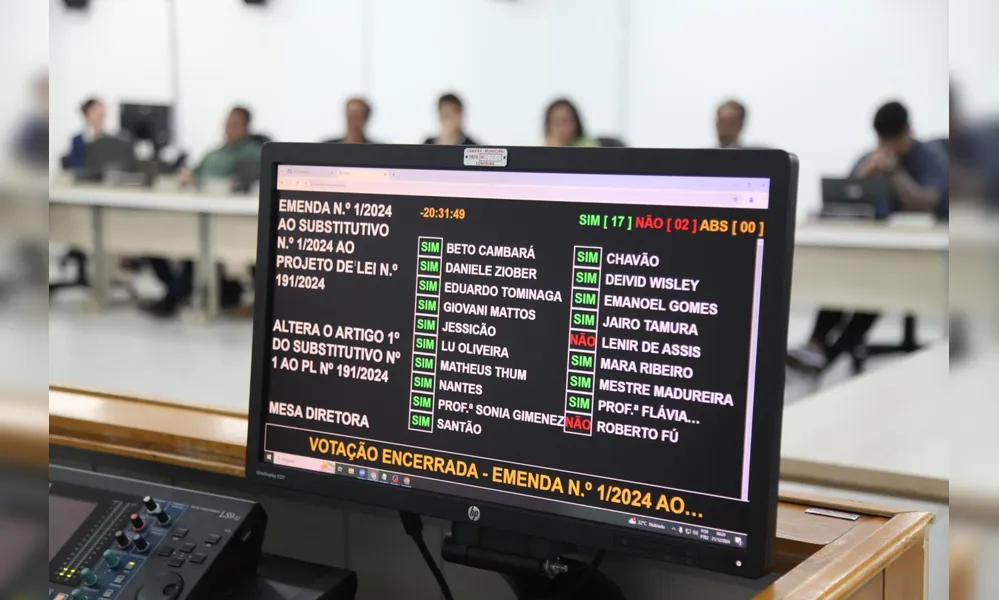 CÂMARA MUNICIPAL
LONDRINA
EMENDA N.º 1/2024
AO SUBSTITUTIVO
N.º 1/2024 AO
PROJETO DE LEI N.º
191/2024
ALTERA O ARTIGO 1º
DO SUBSTITUTIVO Nº
1 AO PL Nº 191/2024
MESA DIRETORA
-20:31:49
SIM [ 17 ] NÃO [ 02 ] ABS [ 00 ]
SIM BETO CAMBARÁ
SIM DANIELE ZIOBER
SIM EDUARDO TOMINAGA
SIM GIOVANI MATTOS
SIM JESSICÃO
SIM LU OLIVEIRA
SIM MATHEUS THUM
SIM NANTES
SIM PROF.ª SONIA GIMENEZ
SIM SANTÃO
SIM CHAVÃO
SIM DEIVID WISLEY
SIM EMANOEL GOMES
SIM JAIRO TAMURA
NÃO LENIR DE ASSIS
SIM MARA RIBEIRO
SIM MESTRE MADUREIRA
SIM PROF.ª FLÁVIA...
NÃO ROBERTO FÚ
VOTAÇÃO ENCERRADA - EMENDA N.º 1/2024 AO...
22°C Nublado
hp